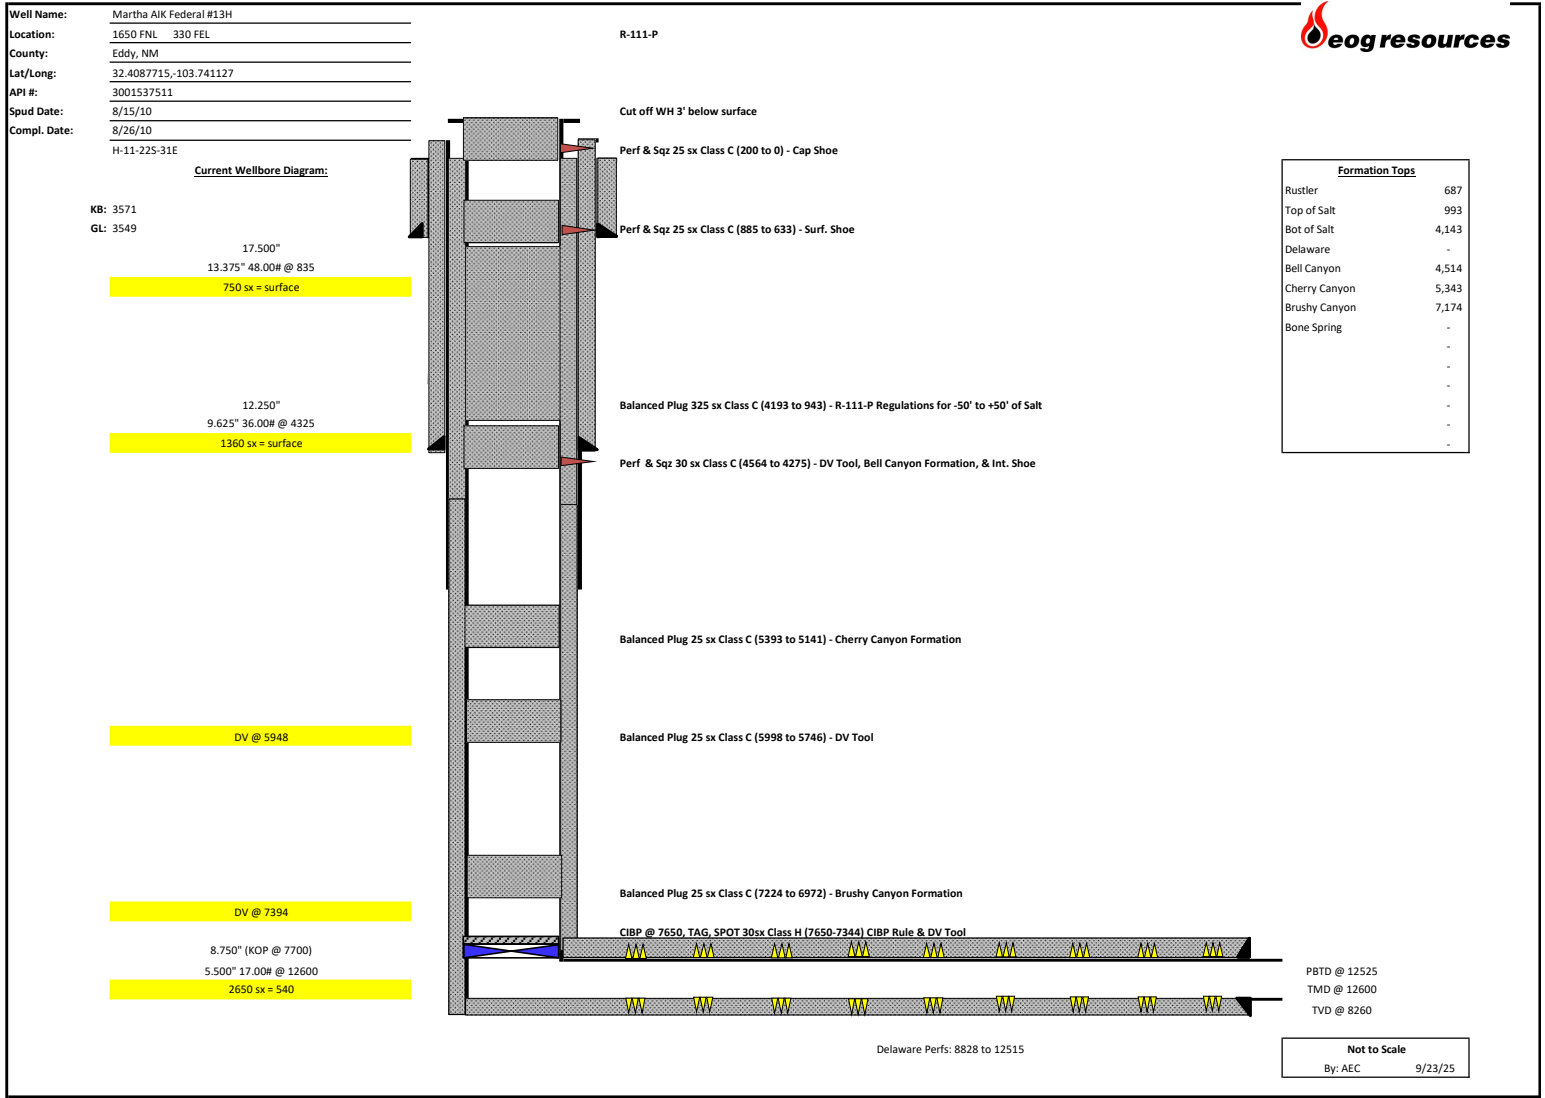 Well Name: Martha AIK Federal #13H
Location: 1650 FNL 330 FEL
R-111-P
eog resources
County: Eddy, NM
Lat/Long: 32.4087715,-103.741127
API #: 3001537511
Spud Date: 8/15/10
Cut off WH 3' below surface
Compl. Date: 8/26/10
H-11-22S-31E
Perf & Sqz 25 sx Class C (200 to 0) - Cap Shoe
Current Wellbore Diagram:
Formation Tops
Rustler 687
KB: 3571
Top of Salt 993
GL: 3549
Perf & Sqz 25 sx Class C (885 to 633) - Surf. Shoe
Bot of Salt 4,143
17.500"
Delaware -
13.375" 48.00# @ 835
Bell Canyon 4,514
750 sx = surface
Cherry Canyon 5,343
Brushy Canyon 7,174
Bone Spring -
-
-
-
12.250"
Balanced Plug 325 sx Class C (4193 to 943) - R-111-P Regulations for -50' to +50' of Salt
-
9.625" 36.00# @ 4325
-
1360 sx = surface
-
Perf & Sqz 30 sx Class C (4564 to 4275) - DV Tool, Bell Canyon Formation, & Int. Shoe
Balanced Plug 25 sx Class C (5393 to 5141) - Cherry Canyon Formation
DV @ 5948
Balanced Plug 25 sx Class C (5998 to 5746) - DV Tool
Balanced Plug 25 sx Class C (7224 to 6972) - Brushy Canyon Formation
DV @ 7394
CIBP @ 7650, TAG, SPOT 30sx Class H (7650-7344) CIBP Rule & DV Tool
8.750" (KOP @ 7700)
5.500" 17.00# @ 12600
PBTD @ 12525
2650 sx = 540
TMD @ 12600
TVD @ 8260
Delaware Perfs: 8828 to 12515
Not to Scale
By: AEC 9/23/25